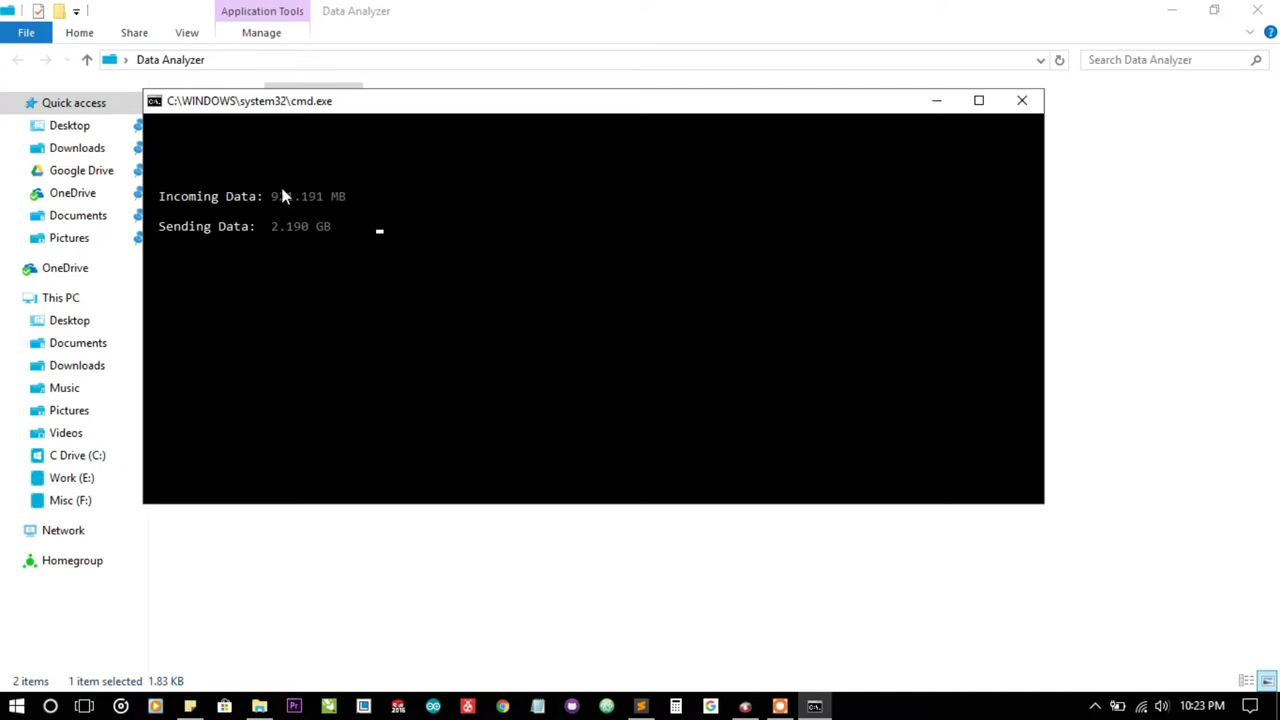 Application Tools
Data Analyzer
File
Home
Share
View
Manage
Data Analyzer
Search Data Analyzer
Quick access
Desktop
Downloads
Google Drive
OneDrive
Documents
Pictures
OneDrive
This PC
Desktop
Documents
Downloads
Music
Pictures
Videos
C Drive (C:)
Work (E:)
Misc (F:)
Network
Homegroup
C:\WINDOWS\system32\cmd.exe
Incoming Data: .191 MB
Sending Data: 2.190 GB
2 items
1 item selected 1.83 KB
10:23 PM